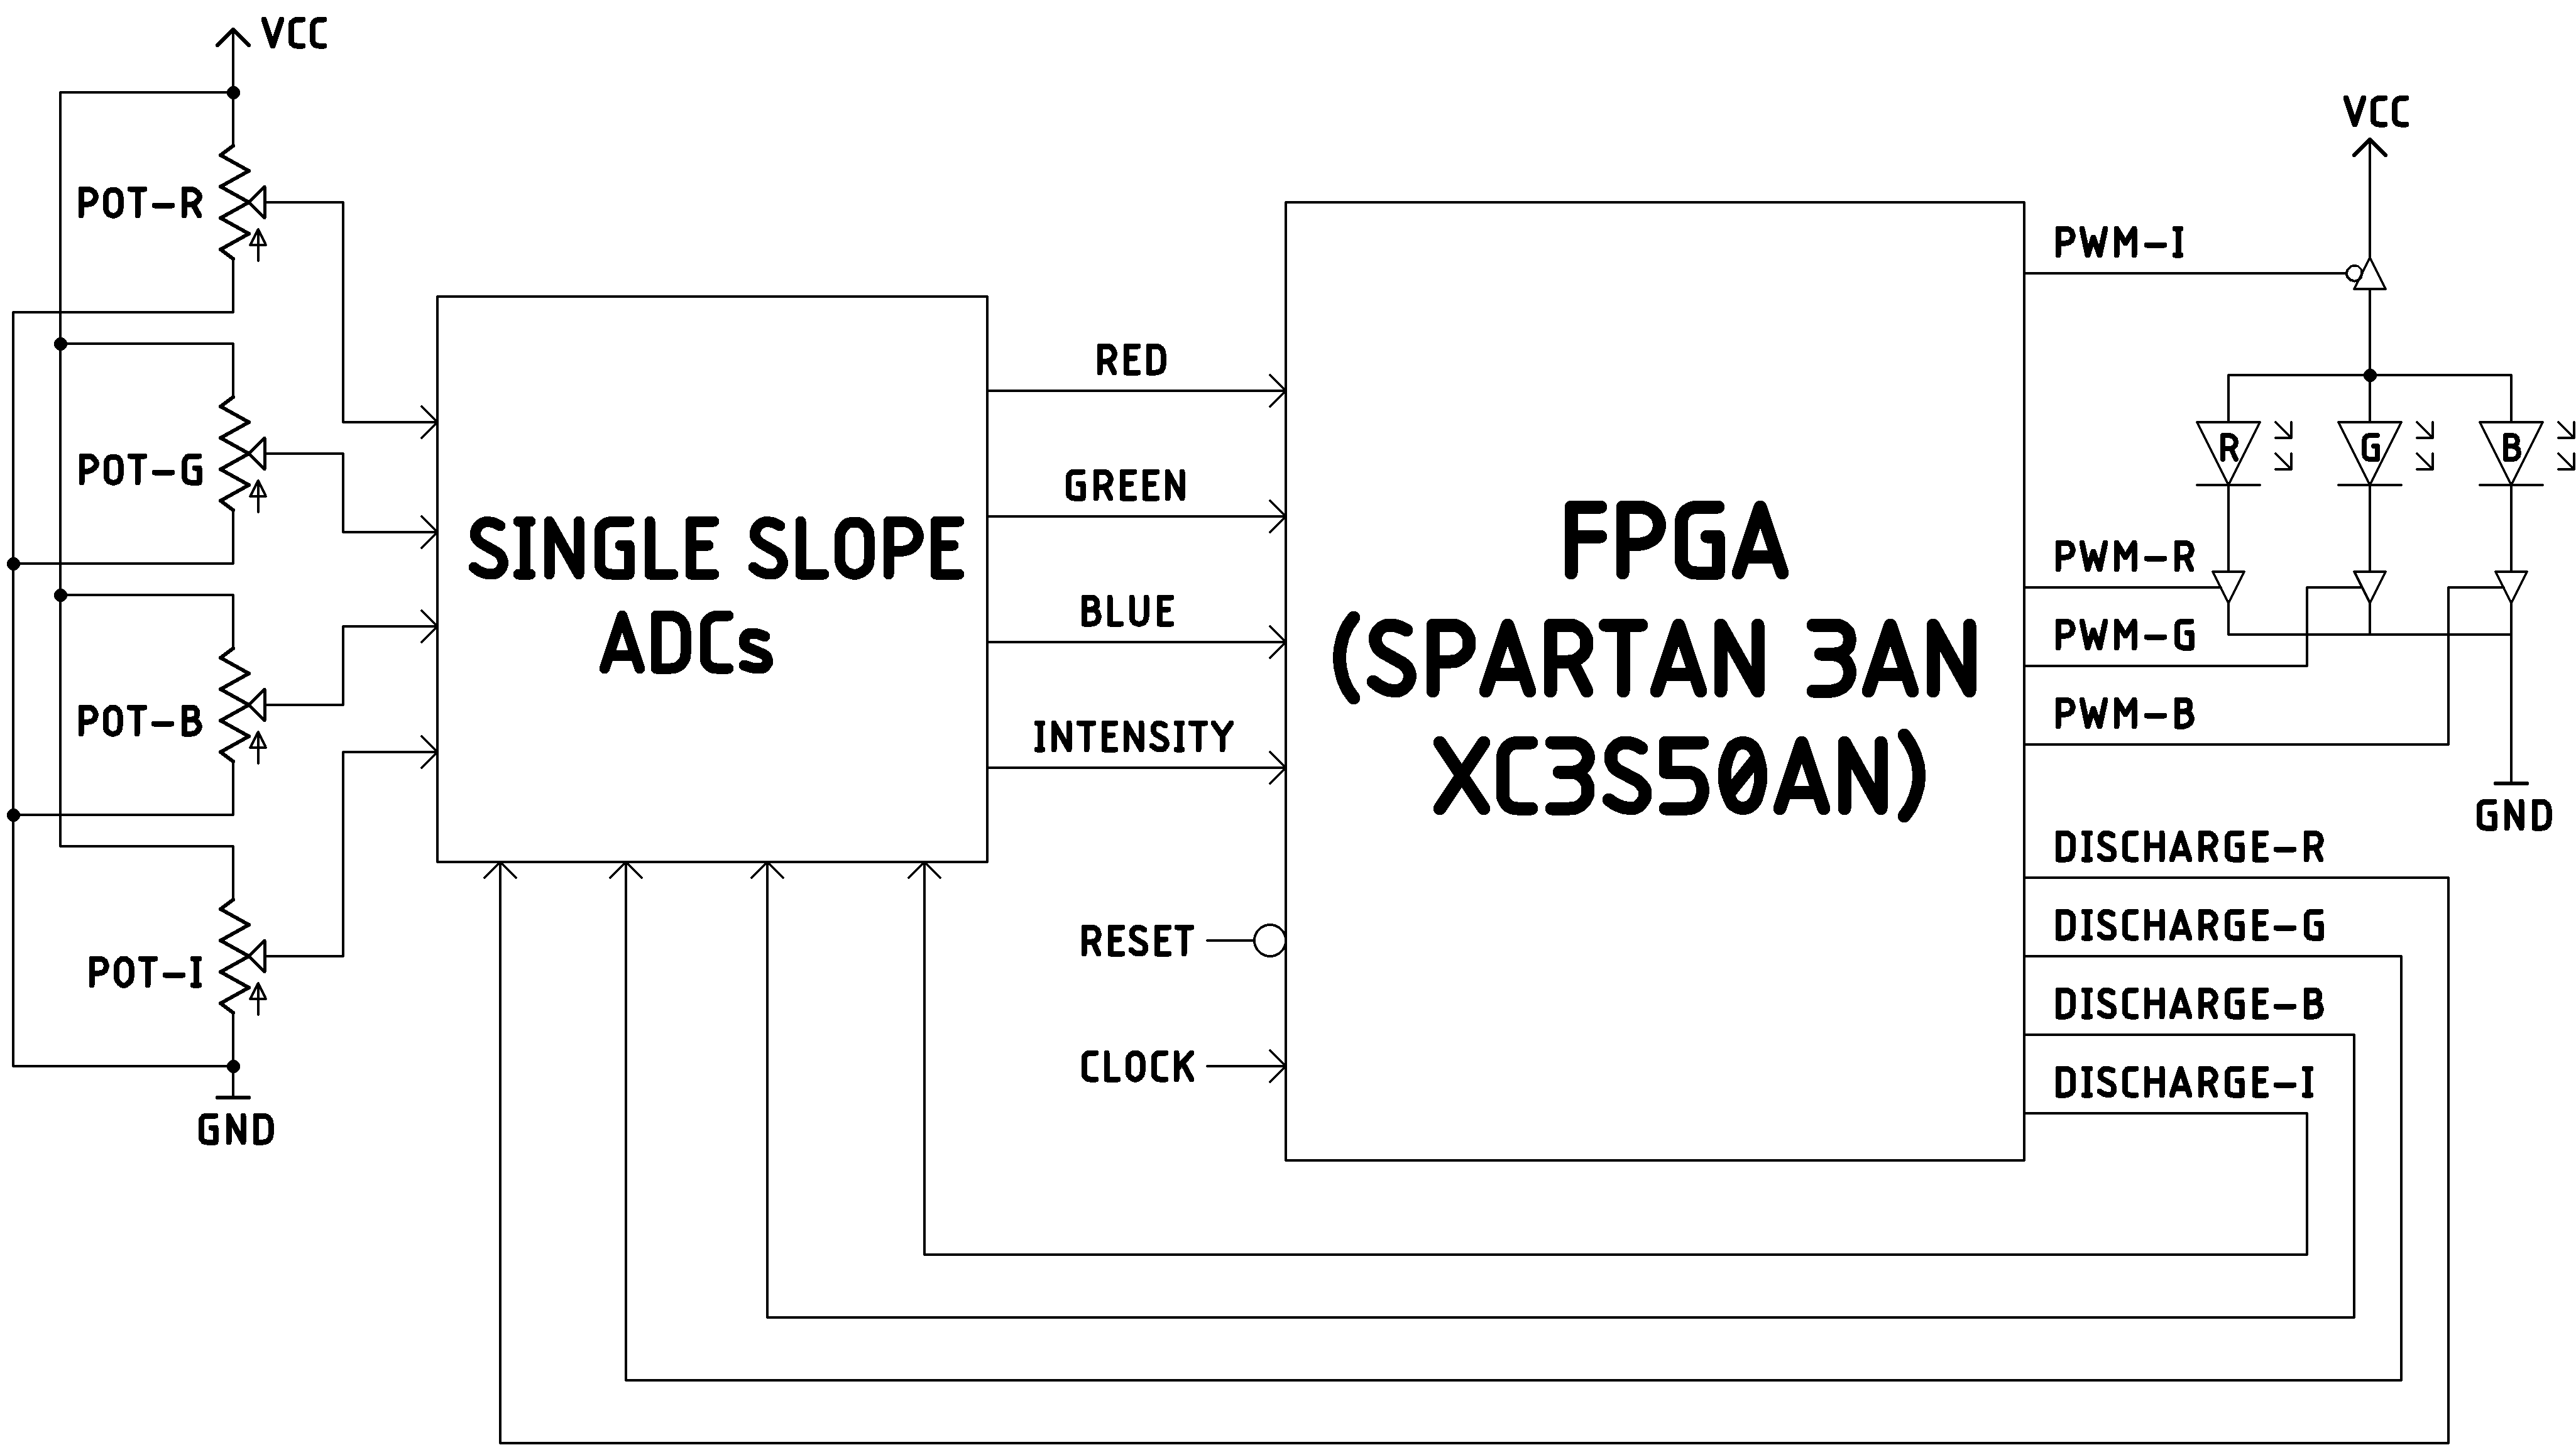 VCC
POT-R
POT-G
POT-B
POT-I
GND
SINGLE SLOPE
ADCs
RED
GREEN
BLUE
INTENSITY
RESET
CLOCK
FPGA
(SPARTAN 3AN
XC3S50AN)
VCC
PWM-I
R
G
B
PWM-R
PWM-G
PWM-B
GND
DISCHARGE-R
DISCHARGE-G
DISCHARGE-B
DISCHARGE-I